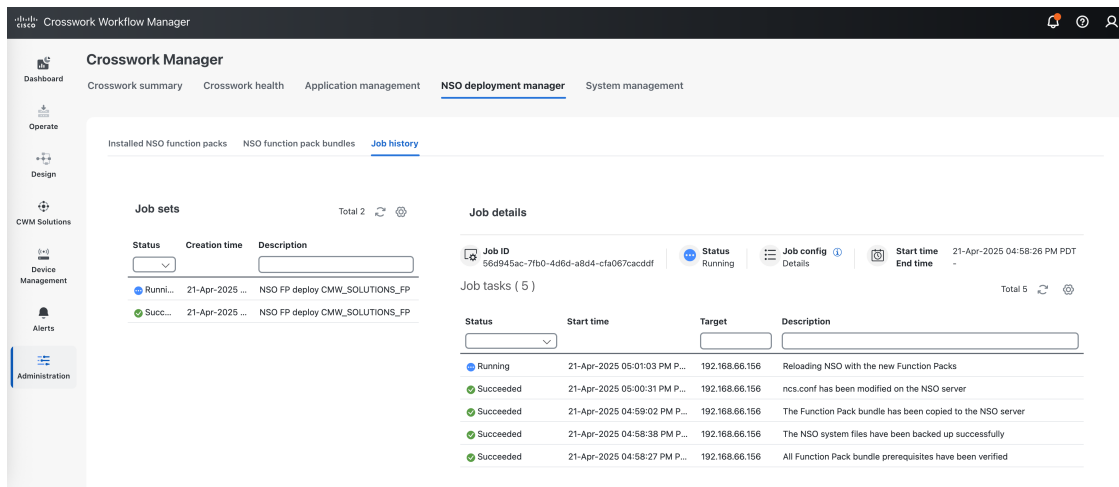 cisco Crosswork Workflow Manager
Dashboard
Operate
Design
CWM Solutions
Device
Management
Alerts
Administration
Crosswork Manager
Crosswork summary Crosswork health Application management NSO deployment manager System management
Installed NSO function packs NSO function pack bundles Job history
Job sets Total 2
Status Creation time Description
Runni... 21-Apr-2025 ... NSO FP deploy CMW_SOLUTIONS_FP
Succ... 21-Apr-2025 ... NSO FP deploy CMW_SOLUTIONS_FP
Job details
Job ID
56d945ac-7fb0-4d6d-a8d4-cfa067cacddf
Status
Running
Job config
Details
Start time 21-Apr-2025 04:58:26 PM PDT
End time -
Job tasks ( 5 ) Total 5
Status Start time Target Description
Running 21-Apr-2025 05:01:03 PM P... 192.168.66.156 Reloading NSO with the new Function Packs
Succeeded 21-Apr-2025 05:00:31 PM P... 192.168.66.156 ncs.conf has been modified on the NSO server
Succeeded 21-Apr-2025 04:59:02 PM P... 192.168.66.156 The Function Pack bundle has been copied to the NSO server
Succeeded 21-Apr-2025 04:58:38 PM P... 192.168.66.156 The NSO system files have been backed up successfully
Succeeded 21-Apr-2025 04:58:27 PM P... 192.168.66.156 All Function Pack bundle prerequisites have been verified